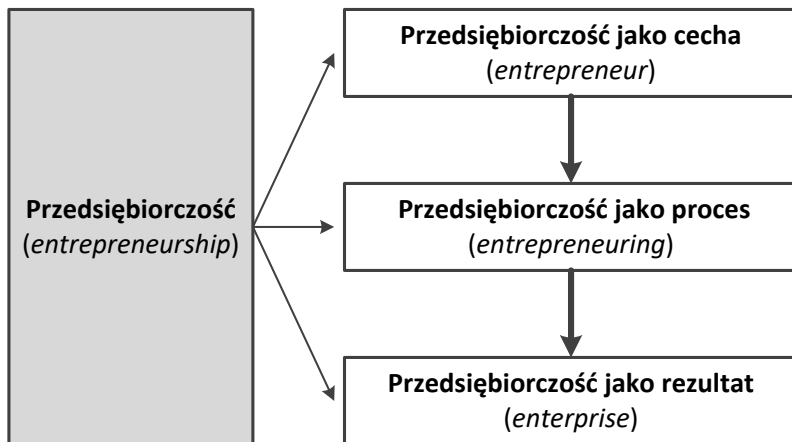 Przedsiębiorczość
(entrepreneurship)
Przedsiębiorczość jako cecha
(entrepreneur)
Przedsiębiorczość jako proces
(entrepreneuring)
Przedsiębiorczość jako rezultat
(enterprise)